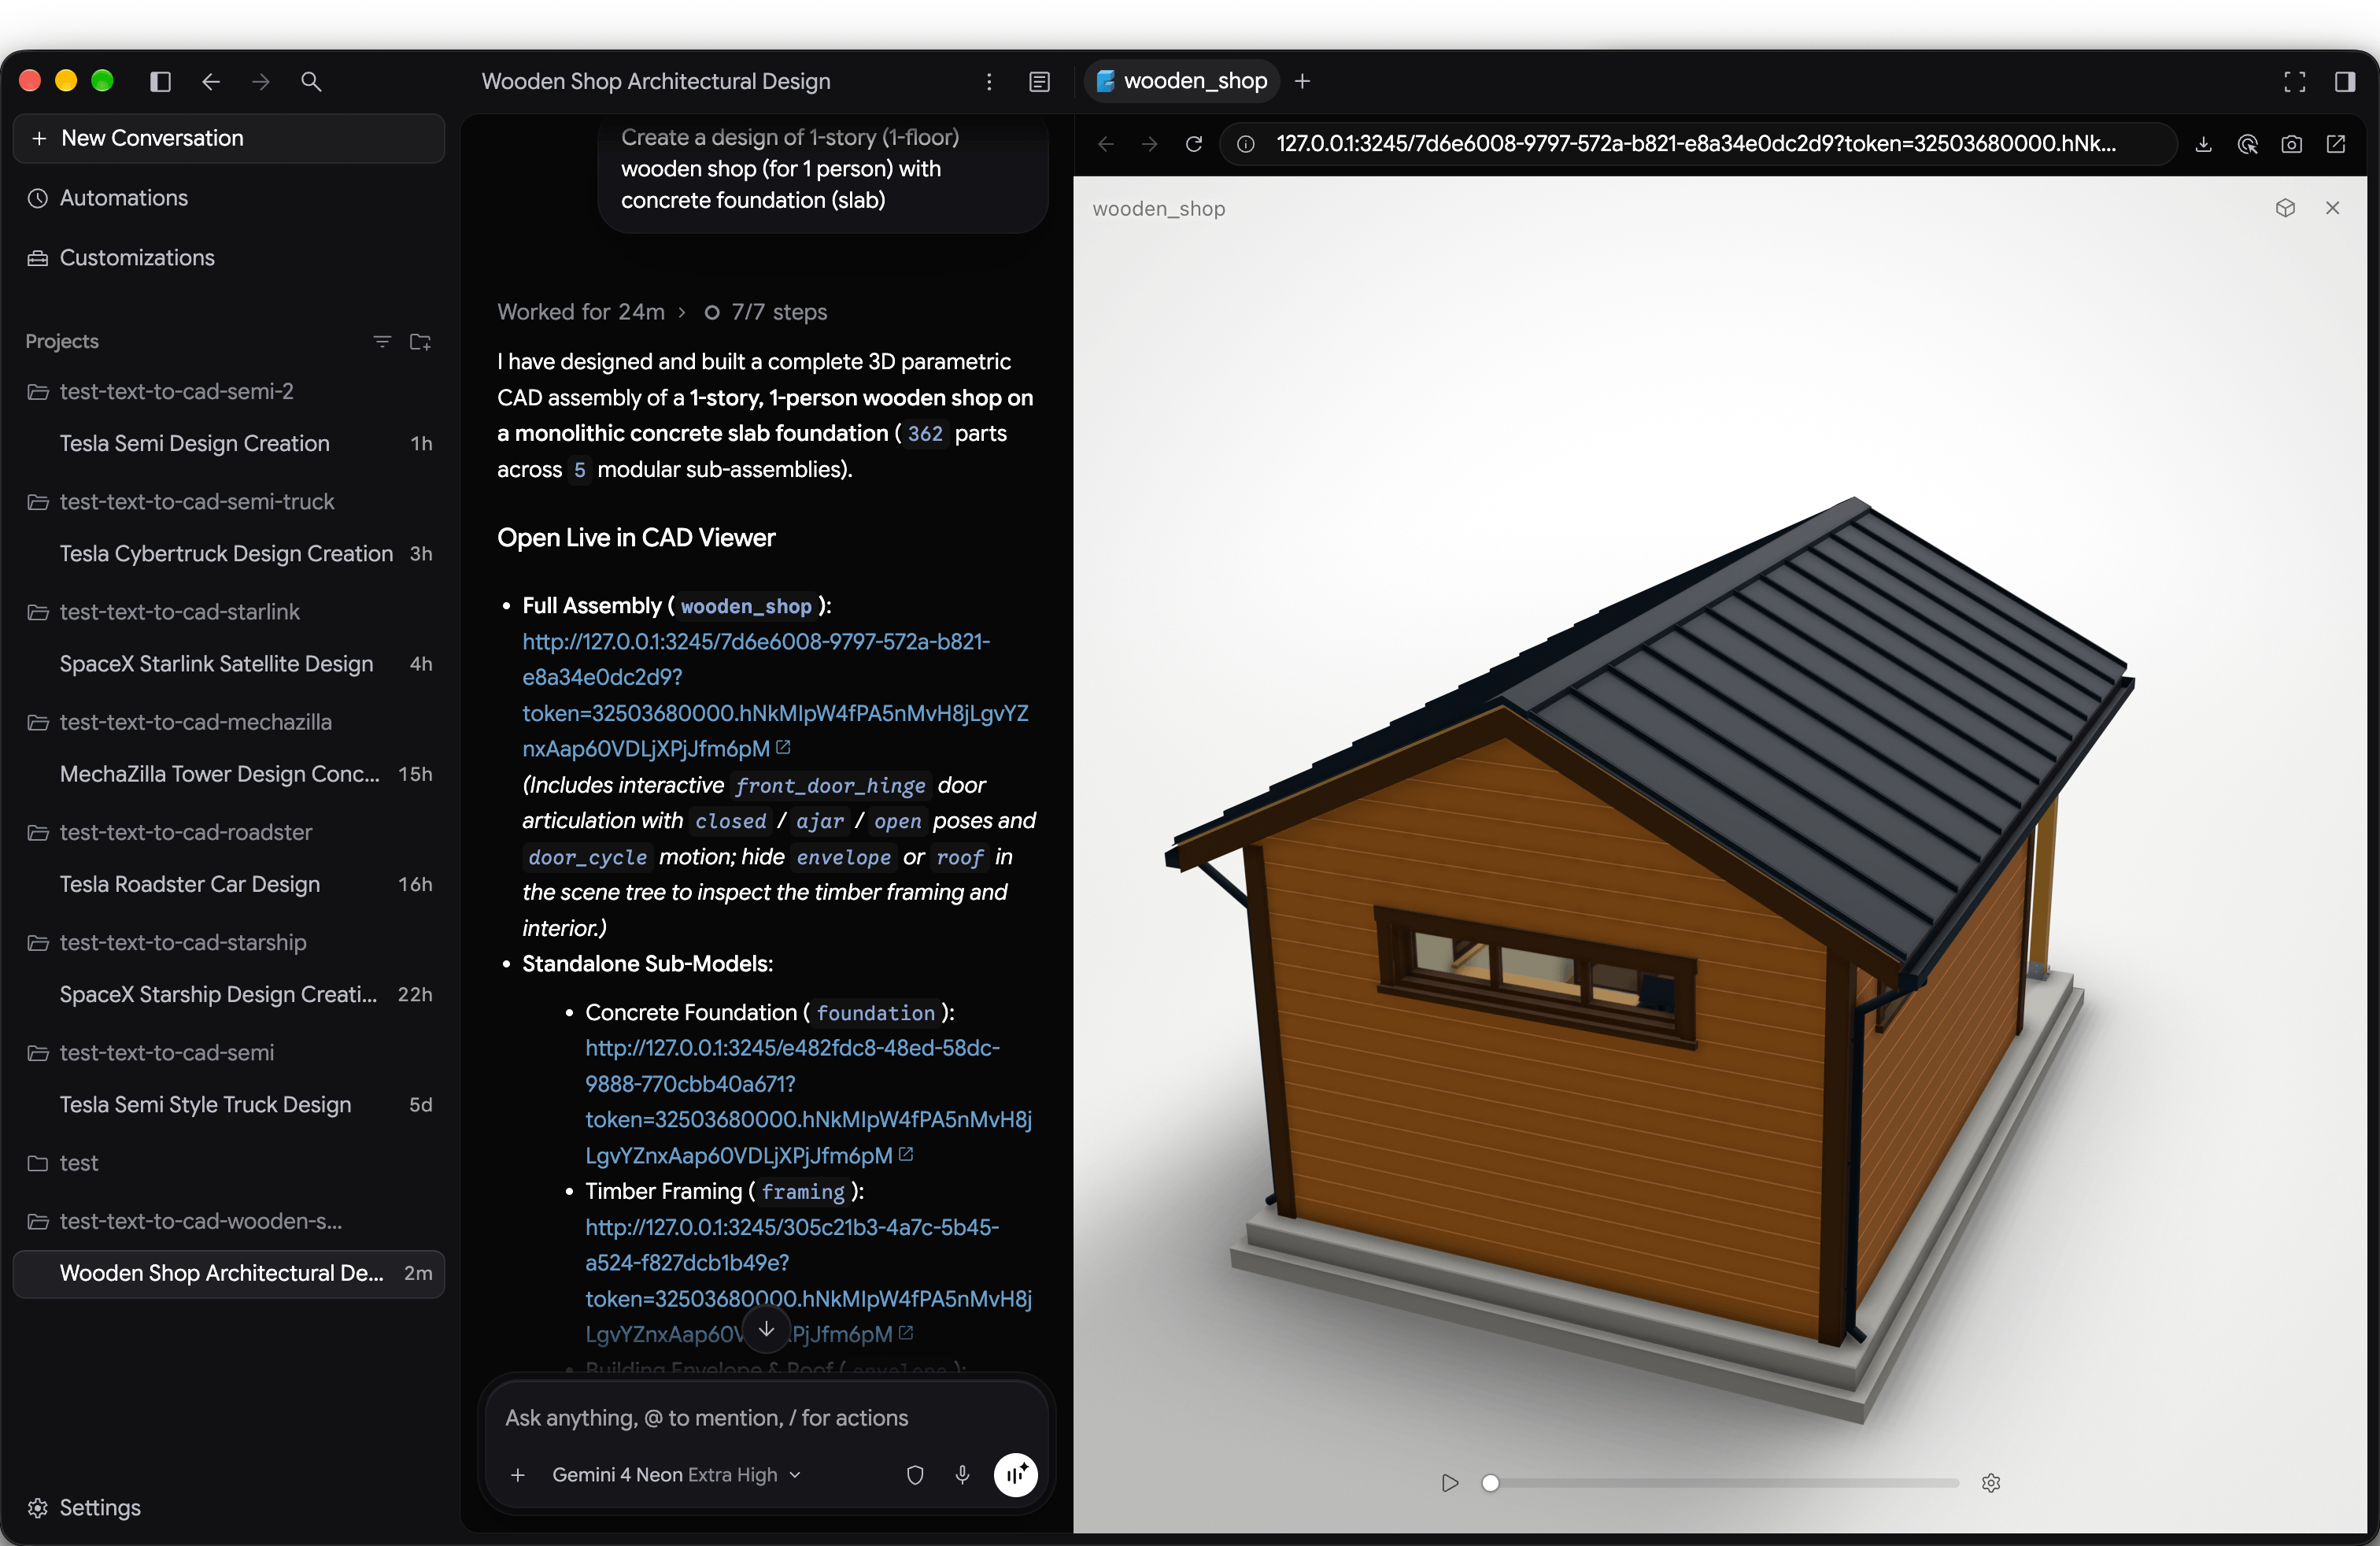 Wooden Shop Architectural Design
wooden_shop
New Conversation
Automations
Customizations
Projects
test-text-to-cad-semi-2
Tesla Semi Design Creation 1h
test-text-to-cad-semi-truck
Tesla Cybertruck Design Creation 3h
test-text-to-cad-starlink
SpaceX Starlink Satellite Design 4h
test-text-to-cad-mechazilla
MechaZilla Tower Design Conc... 15h
test-text-to-cad-roadster
Tesla Roadster Car Design 16h
test-text-to-cad-starship
SpaceX Starship Design Creati... 22h
test-text-to-cad-semi
Tesla Semi Style Truck Design 5d
test
test-text-to-cad-wooden-s...
Wooden Shop Architectural De... 2m
Settings
Create a design of 1-story (1-floor)
wooden shop (for 1 person) with
concrete foundation (slab)
Worked for 24m > 7/7 steps
I have designed and built a complete 3D parametric
CAD assembly of a 1-story, 1-person wooden shop on
a monolithic concrete slab foundation ( 362 parts
across 5 modular sub-assemblies).
Open Live in CAD Viewer
• Full Assembly ( wooden_shop ):
http://127.0.0.1:3245/7d6e6008-9797-572a-b821-
e8a34e0dc2d9?
token=32503680000.hNkMIpW4fPA5nMvH8jLgvYZ
nxAap60VDLjXPjJfm6pM
(Includes interactive front_door_hinge door
articulation with closed / ajar / open poses and
door_cycle motion; hide envelope or roof in
the scene tree to inspect the timber framing and
interior.)
• Standalone Sub-Models:
• Concrete Foundation ( foundation ):
http://127.0.0.1:3245/e482fdc8-48ed-58dc-
9888-770cbb40a671?
token=32503680000.hNkMIpW4fPA5nMvH8j
LgvYZnxAap60VDLjXPjJfm6pM
• Timber Framing ( framing ):
http://127.0.0.1:3245/305c21b3-4a7c-5b45-
a524-f827dcb1b49e?
token=32503680000.hNkMIpW4fPA5nMvH8j
LgvYZnxAap60V PjJfm6pM
• Building Envelope & Roof ( envelope ):
Ask anything, @ to mention, / for actions
Gemini 4 Neon Extra High
127.0.0.1:3245/7d6e6008-9797-572a-b821-e8a34e0dc2d9?token=32503680000.hNk...
wooden_shop